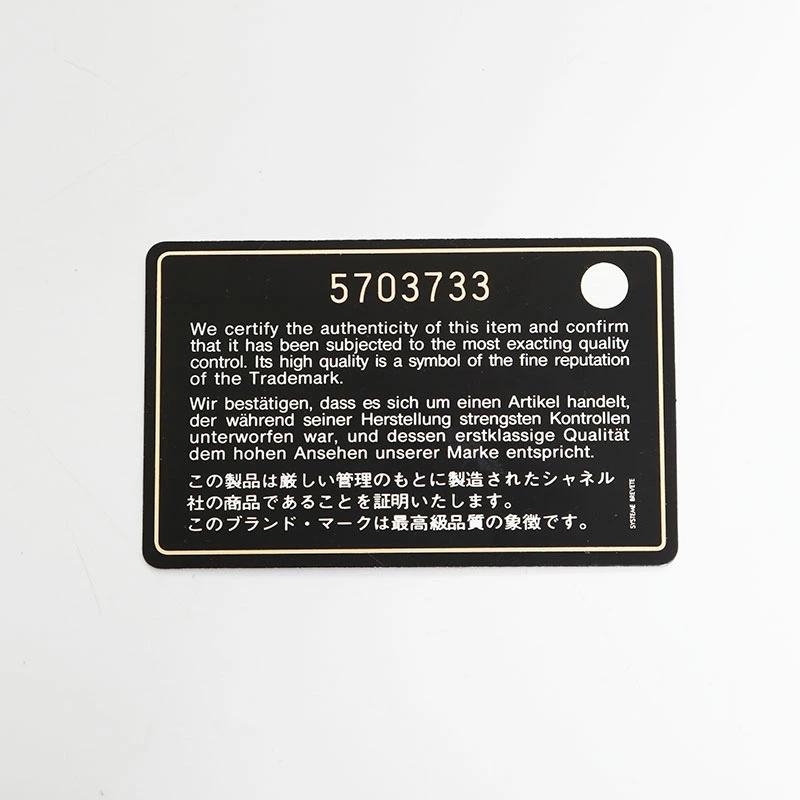 5703733
We certify the authenticity of this item and confirm
that it has been subjected to the most exacting quality
control. Its high quality is a symbol of the fine reputation
of the Trademark.
Wir bestätigen, dass es sich um einen Artikel handelt,
der während seiner Herstellung strengsten Kontrollen
unterworfen war, und dessen erstklassige Qualität
dem hohen Ansehen unserer Marke entspricht.
この製品は厳しい管理のもとに製造されたシャネル
社の商品であることを証明いたします。
このブランド・マークは最高級品質の象徴です。
SYSTEME BREVETE